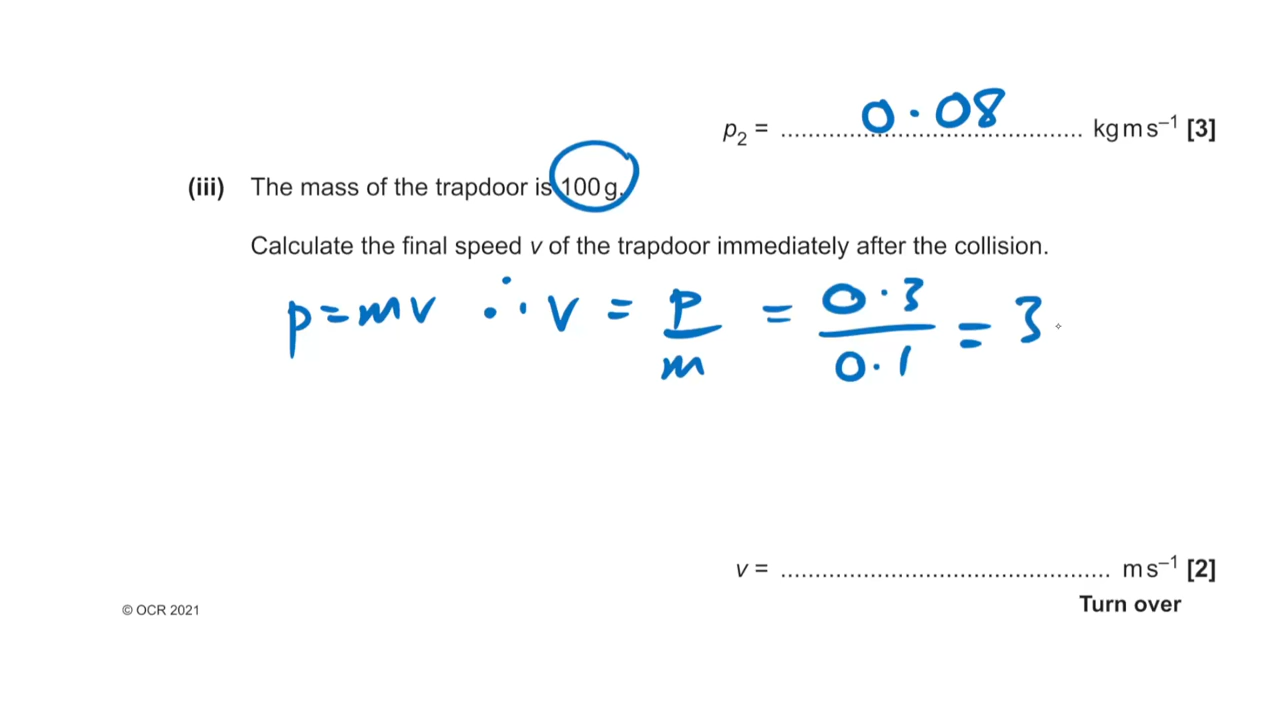 p2 = ........................................ 0.08 kg m s⁻¹ [3]
(iii) The mass of the trapdoor is 100 g.
Calculate the final speed v of the trapdoor immediately after the collision.
p = mv ∴ v = p/m = 0.3/0.1 = 3
v = ........................................ m s⁻¹ [2]
© OCR 2021
Turn over